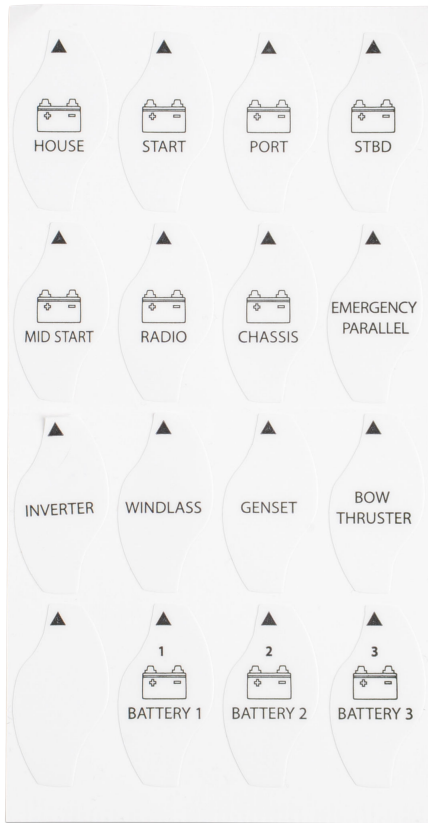 HOUSE
START
PORT
STBD
MID START
RADIO
CHASSIS
EMERGENCY
PARALLEL
INVERTER
WINDLASS
GENSET
BOW
THRUSTER
1
BATTERY 1
2
BATTERY 2
3
BATTERY 3